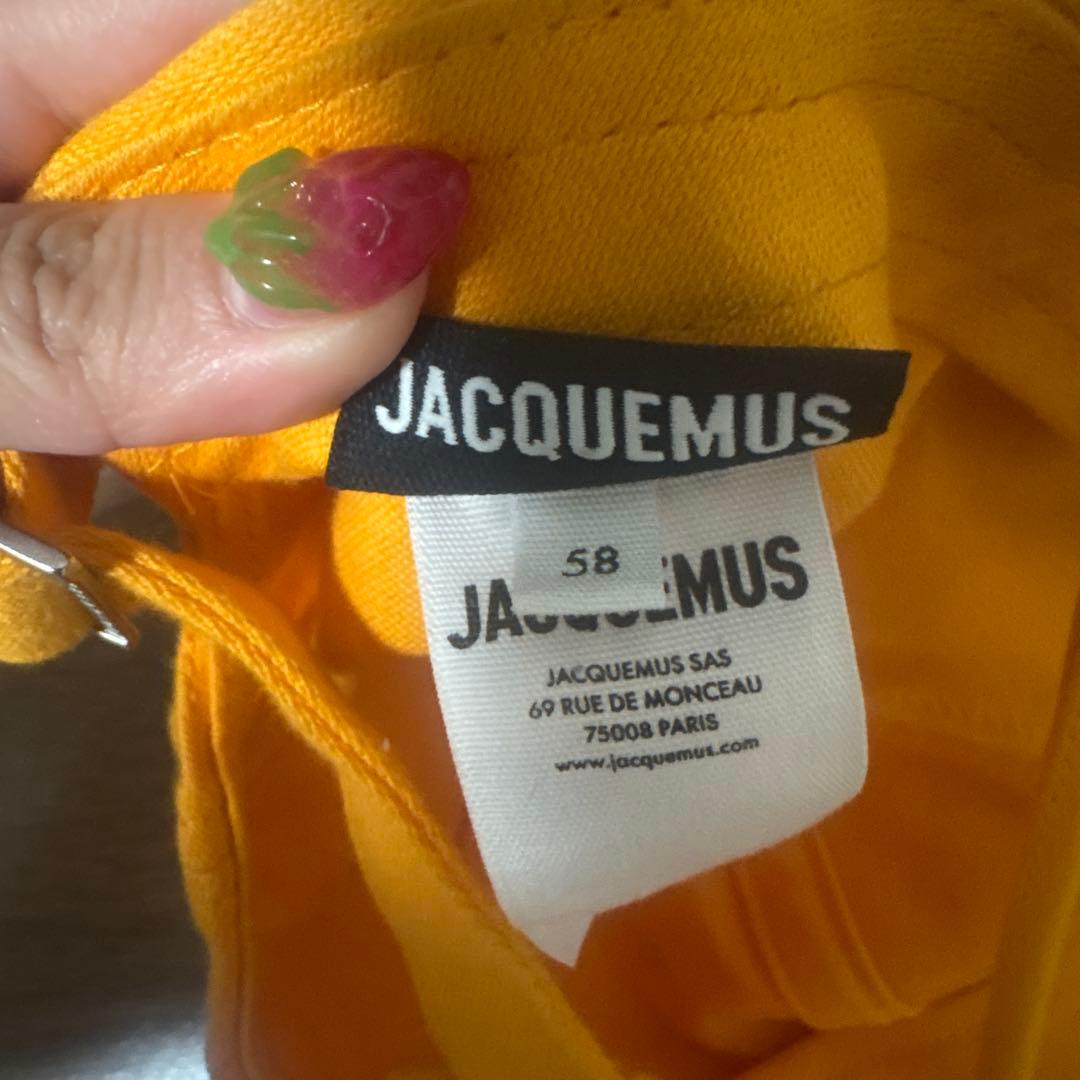 JACQUEMUS
58
JACQUEMUS
JACQUEMUS SAS
69 RUE DE MONCEAU
75008 PARIS
www.jacquemus.com